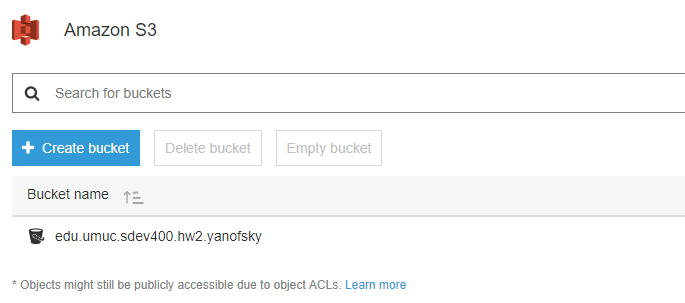 Amazon S3
Search for buckets
Create bucket Delete bucket Empty bucket
Bucket name
edu.umuc.sdev400.hw2.yanofsky
* Objects might still be publicly accessible due to object ACLs. Learn more